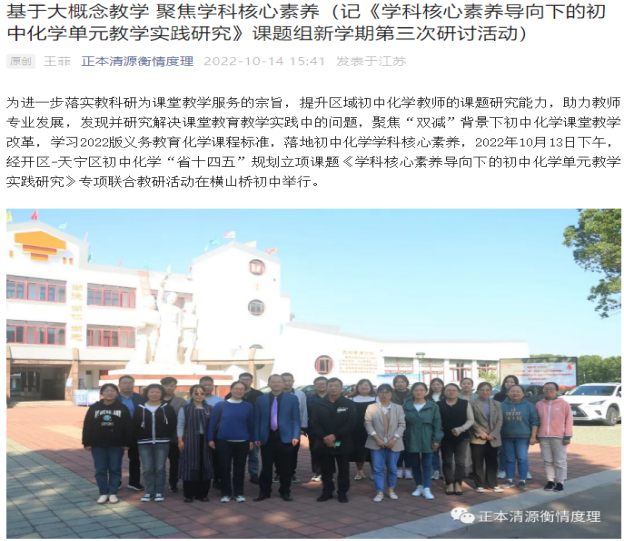 基于大概念教学 聚焦学科核心素养（记《学科核心素养导向下的初
中化学单元教学实践研究》课题组新学期第三次研讨活动）
原创 王菲 正本清源衡情度理 2022-10-14 15:41 发表于江苏
为进一步落实教科研为课堂教学服务的宗旨，提升区域初中化学教师的课题研究能力，助力教师
专业发展，发现并研究解决课堂教育教学实践中的问题，聚焦“双减”背景下初中化学课堂教学
改革，学习2022版义务教育化学课程标准，落地初中化学学科核心素养，2022年10月13日下午，
经开区-天宁区初中化学“省十四五”规划立项课题《学科核心素养导向下的初中化学单元教学
实践研究》专项联合教研活动在横山桥初中举行。
正本清源衡情度理